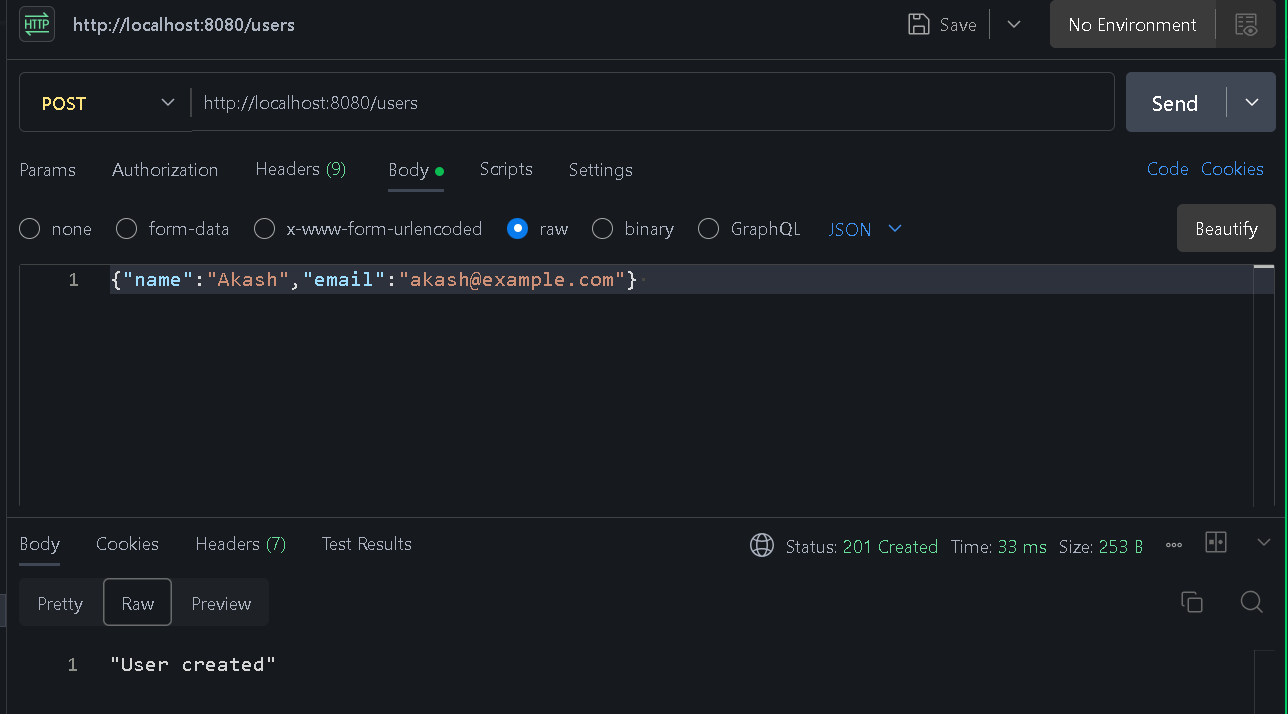 HTTP http://localhost:8080/users Save No Environment
POST http://localhost:8080/users Send
Params Authorization Headers (9) Body Scripts Settings Code Cookies
none form-data x-www-form-urlencoded raw binary GraphQL JSON Beautify
1 {"name":"Akash","email":"akash@example.com"}
Body Cookies Headers (7) Test Results Status: 201 Created Time: 33 ms Size: 253 B
Pretty Raw Preview
1 "User created"